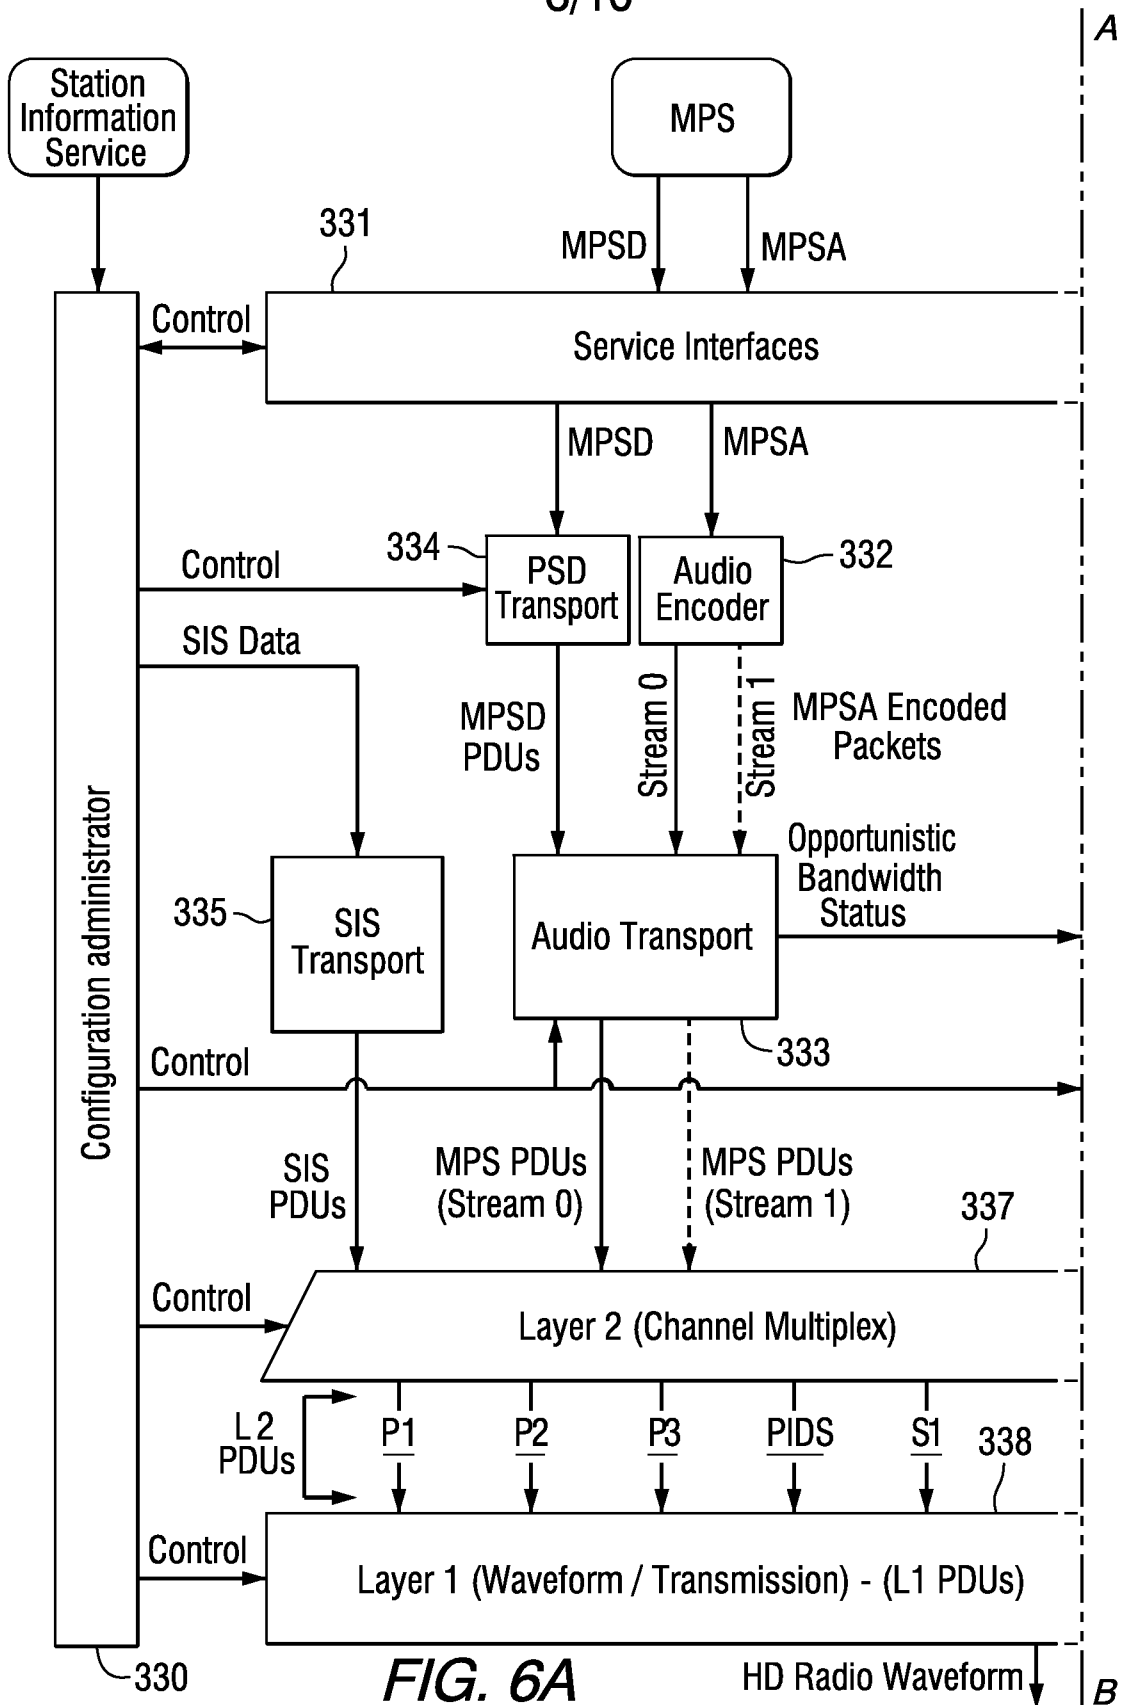 A
Station
Information
Service
MPS
331
MPSD
MPSA
Control
Service Interfaces
MPSD
MPSA
334
332
PSD
Transport
Audio
Encoder
Control
SIS Data
MPSD
PDUs
Stream 0
Stream 1
MPSA Encoded
Packets
Configuration administrator
Opportunistic
Bandwidth
Status
335
SIS
Transport
Audio Transport
333
Control
SIS
PDUs
MPS PDUs
(Stream 0)
MPS PDUs
(Stream 1)
337
Control
Layer 2 (Channel Multiplex)
L2
PDUs
P1
P2
P3
PIDS
S1
338
Control
Layer 1 (Waveform / Transmission) - (L1 PDUs)
330
FIG. 6A
HD Radio Waveform
B